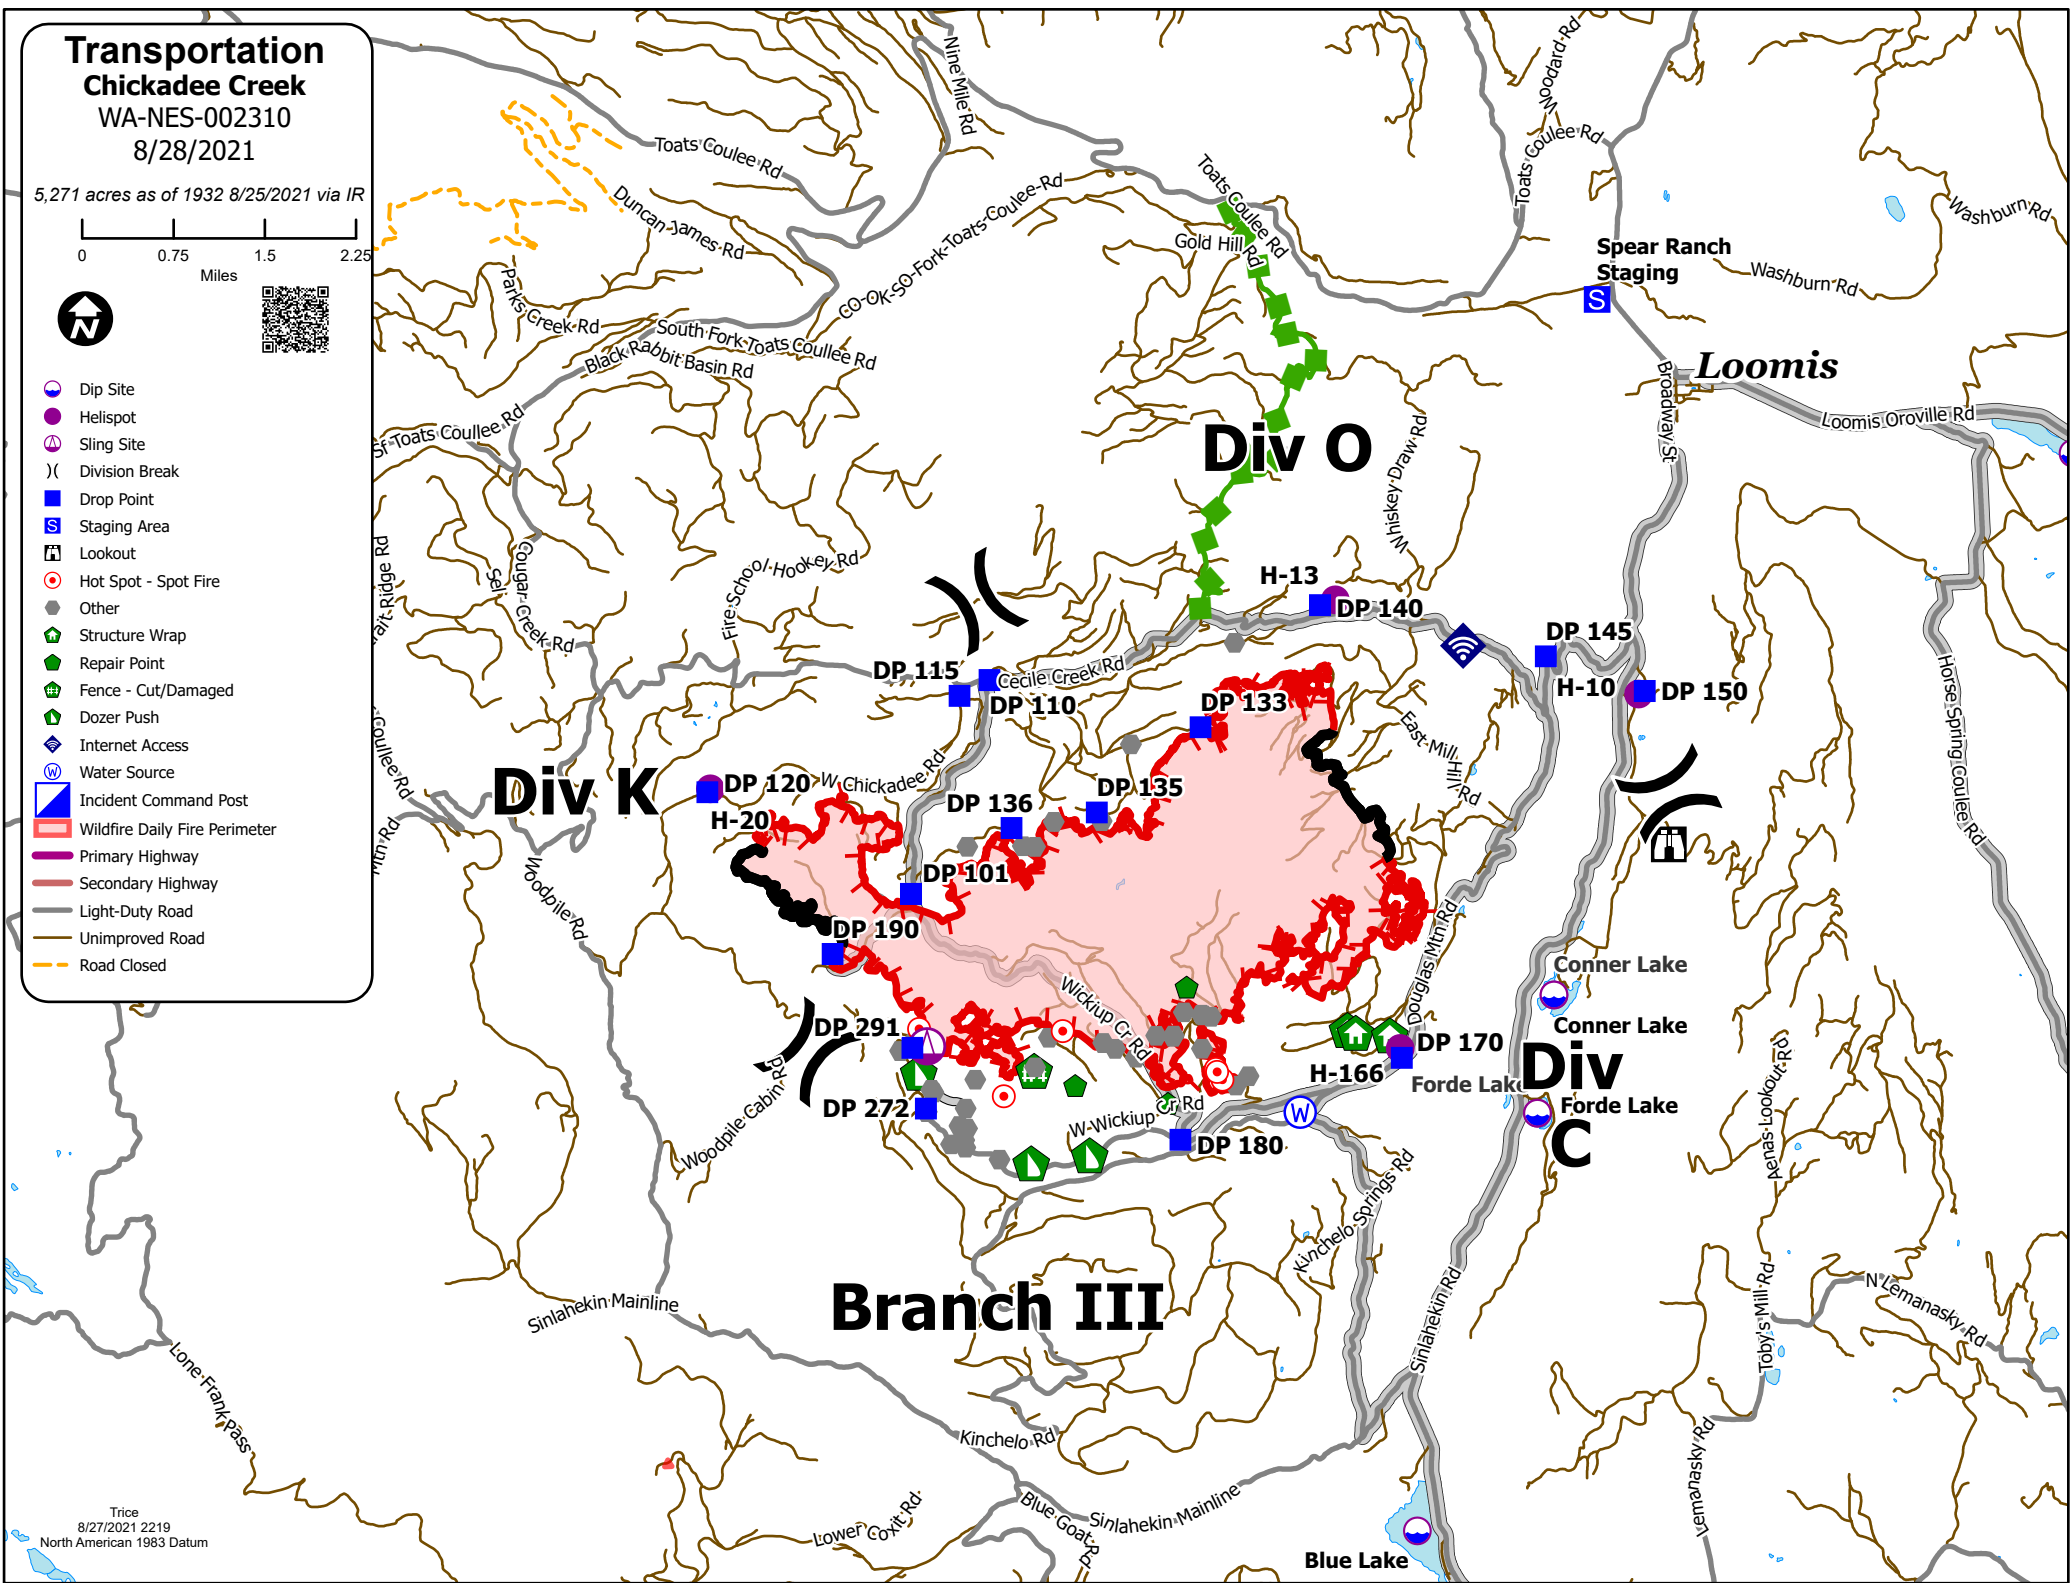 Transportation
Chickadee Creek
WA-NES-002310
8/28/2021
5,271 acres as of 1932 8/25/2021 via IR
0 0.75 1.5 2.25
Miles
N
Dip Site
Helispot
Sling Site
Division Break
Drop Point
S Staging Area
Lookout
Hot Spot - Spot Fire
Other
Structure Wrap
Repair Point
Fence - Cut/Damaged
Dozer Push
Internet Access
W Water Source
Incident Command Post
Wildfire Daily Fire Perimeter
Primary Highway
Secondary Highway
Light-Duty Road
Unimproved Road
Road Closed
Nine Mile Rd
Woodard Rd
Toats Coulee Rd
Toats Coulee Rd
Toats Coulee Rd
Duncan James Rd
CO-OK-SO-Fork-Toats-Coulee-Rd
Gold Hill Rd
Washburn Rd
Washburn Rd
Spear Ranch
Staging
S
Parks Creek Rd
South Fork Toats Coullee Rd
Black Rabbit Basin Rd
Loomis
Broadway St
Loomis Oroville Rd
Sf Toats Coullee Rd
Div O
Whiskey Draw Rd
rait Ridge Rd
Sel
Cougar Creek Rd
Fire School Hookey Rd
H-13
DP 140
DP 145
H-10
DP 150
DP 115
Cecile Creek Rd
DP 110
DP 133
Horse Spring Coulee Rd
East Mill Hill Rd
Coullee Rd
Div K
DP 120
H-20
W Chickadee Rd
DP 136
DP 135
Mtn Rd
Woodpile Rd
DP 101
DP 190
Douglas Mtn Rd
Conner Lake
Wickiup Cr Rd
DP 291
Conner Lake
DP 170
H-166
Div
C
Forde Lake
Forde Lake
Aenas Lookout Rd
Woodpile Cabin Rd
DP 272
W Wickiup Cr Rd
W
DP 180
Kinchelo Springs Rd
Branch III
Sinlahekin Mainline
Sinlahekin Rd
Toby's Mill Rd
N Lemanasky Rd
Lone Frank Pass
Kinchelo Rd
Lemanasky Rd
Lower Coxit Rd
Blue Goat Rd
Sinlahekin Mainline
Blue Lake
Trice
8/27/2021 2219
North American 1983 Datum